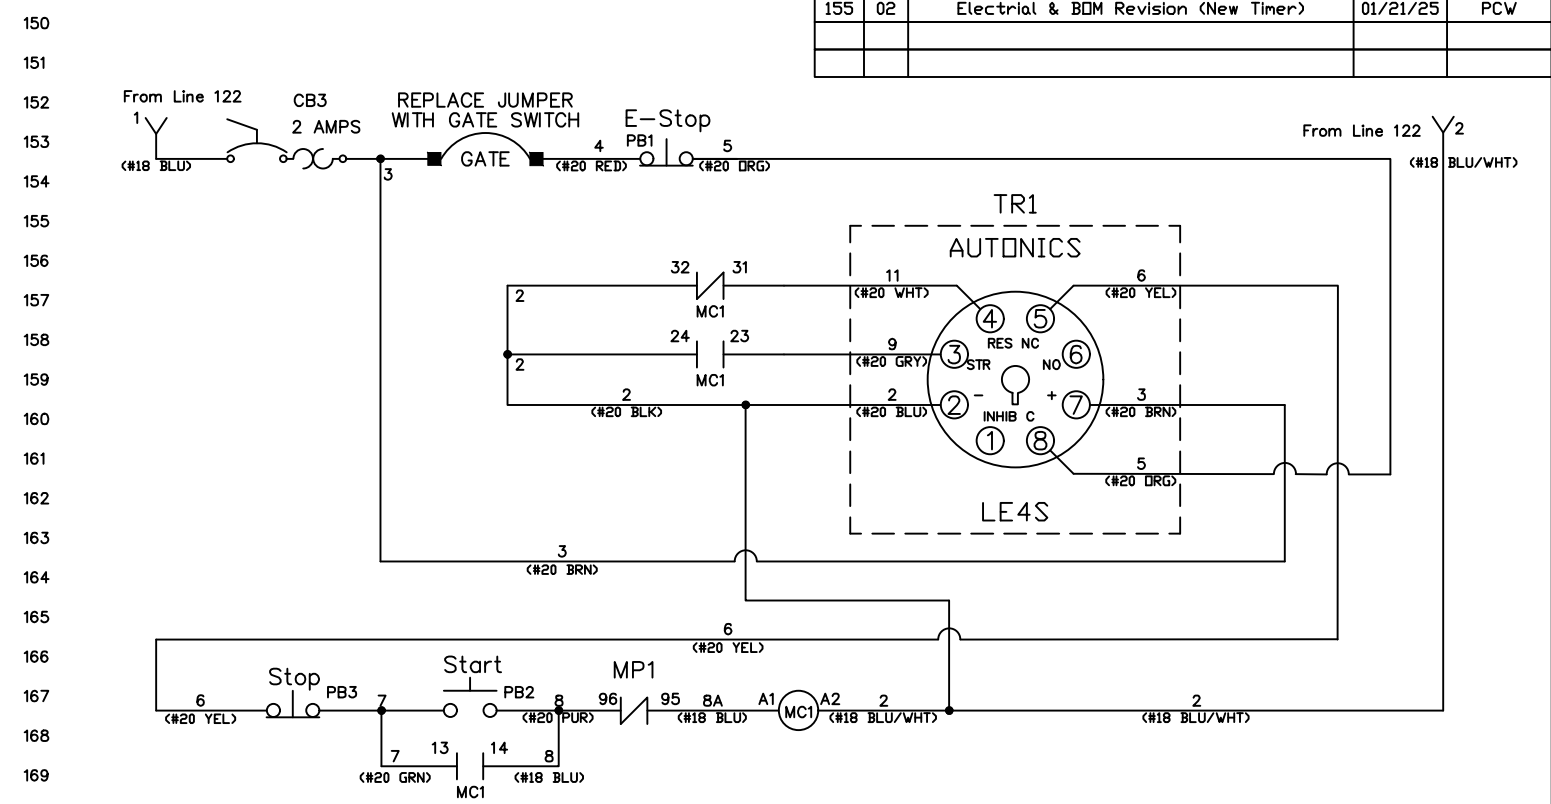 150
155 02 Electrial & BOM Revision (New Timer) 01/21/25 PCW
151
152
From Line 122
1
CB3
2 AMPS
REPLACE JUMPER
WITH GATE SWITCH
E-Stop
PB1
From Line 122
2
153
(#18 BLU)
GATE
4
(#20 RED)
5
(#20 ORG)
(#18 BLU/WHT)
154
3
155
TR1
156
AUTONICS
32 31
11
6
157
2
MC1
(#20 WHT)
(#20 YEL)
4 5
158
24 23
9
RES NC
3 STR
NO 6
2
(#20 GRY)
159
MC1
2
(#20 BLK)
2
(#20 BLU)
2 -
+ 7
3
(#20 BRN)
160
INHIB C
1 8
161
5
(#20 ORG)
162
LE4S
163
3
(#20 BRN)
164
165
6
(#20 YEL)
166
Stop
PB3
Start
PB2
MP1
167
6
(#20 YEL)
7
8
(#20 PUR)
96 95
8A
(#18 BLU)
A1 MC1 A2
2
(#18 BLU/WHT)
2
(#18 BLU/WHT)
168
7
(#20 GRN)
13 14
8
(#18 BLU)
169
MC1